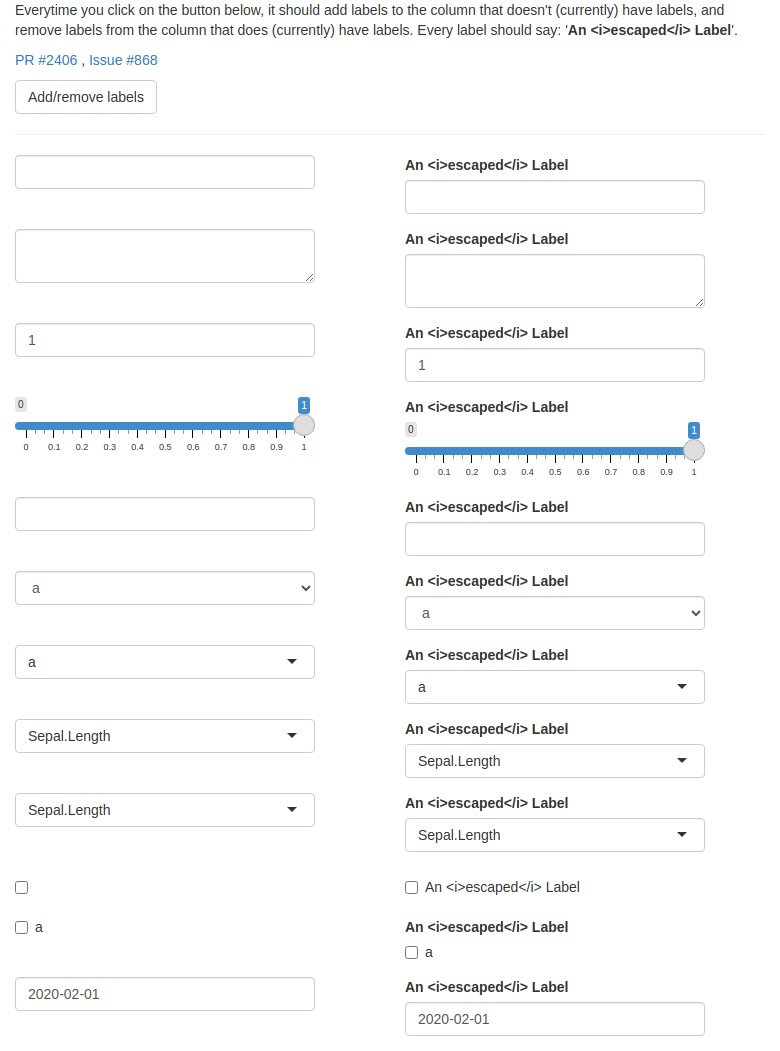 Everytime you click on the button below, it should add labels to the column that doesn't (currently) have labels, and
remove labels from the column that does (currently) have labels. Every label should say: 'An <i>escaped</i> Label'.
PR #2406 , Issue #868
Add/remove labels
An <i>escaped</i> Label
An <i>escaped</i> Label
An <i>escaped</i> Label
1
1
An <i>escaped</i> Label
0 1
0 0.1 0.2 0.3 0.4 0.5 0.6 0.7 0.8 0.9 1
0 1
0 0.1 0.2 0.3 0.4 0.5 0.6 0.7 0.8 0.9 1
An <i>escaped</i> Label
An <i>escaped</i> Label
a
a
An <i>escaped</i> Label
a
a
An <i>escaped</i> Label
Sepal.Length
Sepal.Length
An <i>escaped</i> Label
Sepal.Length
Sepal.Length
An <i>escaped</i> Label
a
An <i>escaped</i> Label
a
An <i>escaped</i> Label
2020-02-01
2020-02-01